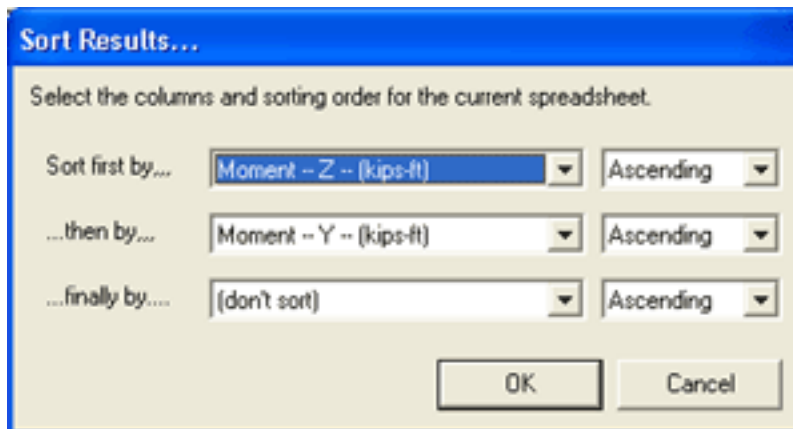 Sort Results...
Select the columns and sorting order for the current spreadsheet.
Sort first by,,, Moment -- Z -- (kips-ft) Ascending
...then by,,, Moment -- Y -- (kips-ft) Ascending
...finally by.... (don't sort) Ascending
OK Cancel